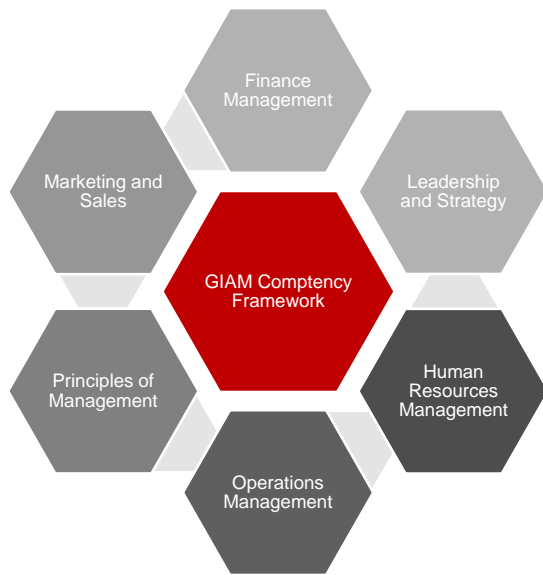 Finance
Management
Marketing and
Sales
Leadership
and Strategy
GIAM Comptency
Framework
Principles of
Management
Human
Resources
Management
Operations
Management